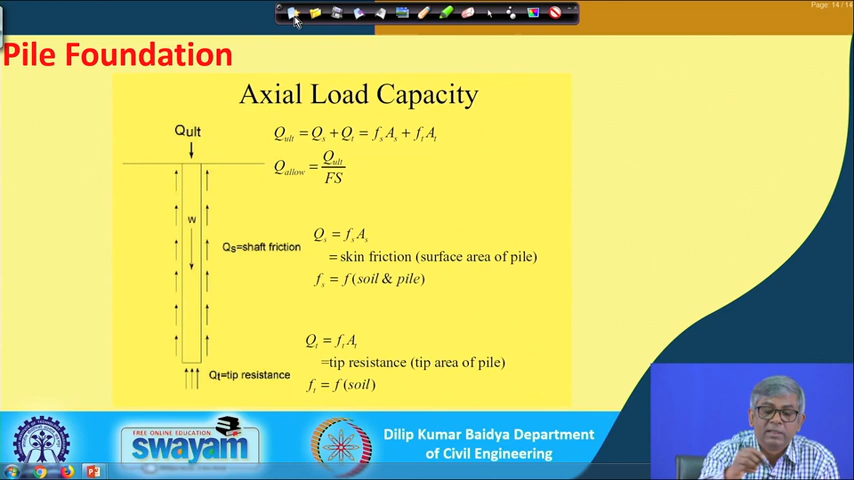 Page: 14 / 14
Pile Foundation
Axial Load Capacity
Qult
Q_ult = Q_s + Q_t = f_s A_s + f_t A_t
Q_allow = Q_ult / FS
W
Q_s = f_s A_s
Qs=shaft friction
= skin friction (surface area of pile)
f_s = f (soil & pile)
Q_t = f_t A_t
=tip resistance (tip area of pile)
Qt=tip resistance
f_t = f (soil)
FREE ONLINE EDUCATION
swayam
Dilip Kumar Baidya Department
of Civil Engineering